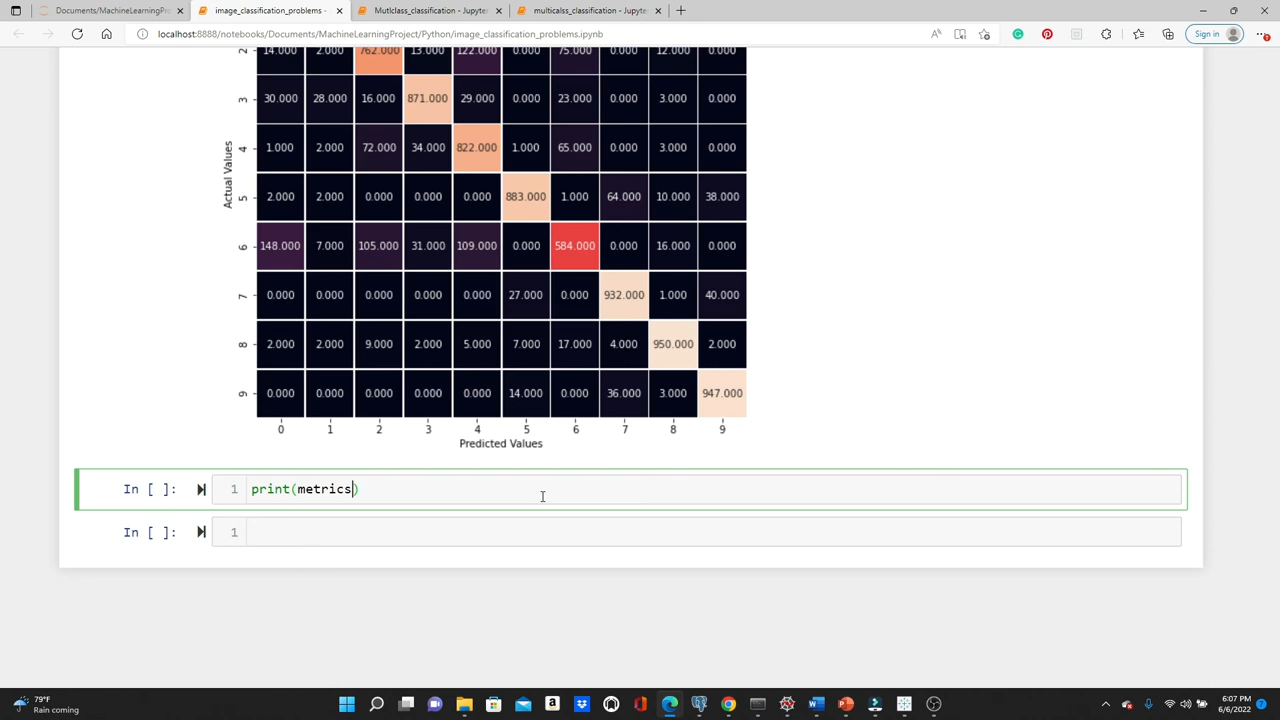 Documents/MachineLearningProject image_classification_problems - Mutlclass_classification - Jupyter multicalss_classification - Jupyter
localhost:8888/notebooks/Documents/MachineLearningProject/Python/image_classification_problems.ipynb Sign in
2 14.000 2.000 762.000 13.000 122.000 0.000 75.000 0.000 12.000 0.000
3 30.000 28.000 16.000 871.000 29.000 0.000 23.000 0.000 3.000 0.000
4 1.000 2.000 72.000 34.000 822.000 1.000 65.000 0.000 3.000 0.000
5 2.000 2.000 0.000 0.000 0.000 883.000 1.000 64.000 10.000 38.000
6 148.000 7.000 105.000 31.000 109.000 0.000 584.000 0.000 16.000 0.000
7 0.000 0.000 0.000 0.000 0.000 27.000 0.000 932.000 1.000 40.000
8 2.000 2.000 9.000 2.000 5.000 7.000 17.000 4.000 950.000 2.000
9 0.000 0.000 0.000 0.000 0.000 14.000 0.000 36.000 3.000 947.000
Actual Values
0 1 2 3 4 5 6 7 8 9
Predicted Values
In [ ]: 1 print(metrics)
In [ ]: 1
79°F
Rain coming
6:07 PM
6/6/2022